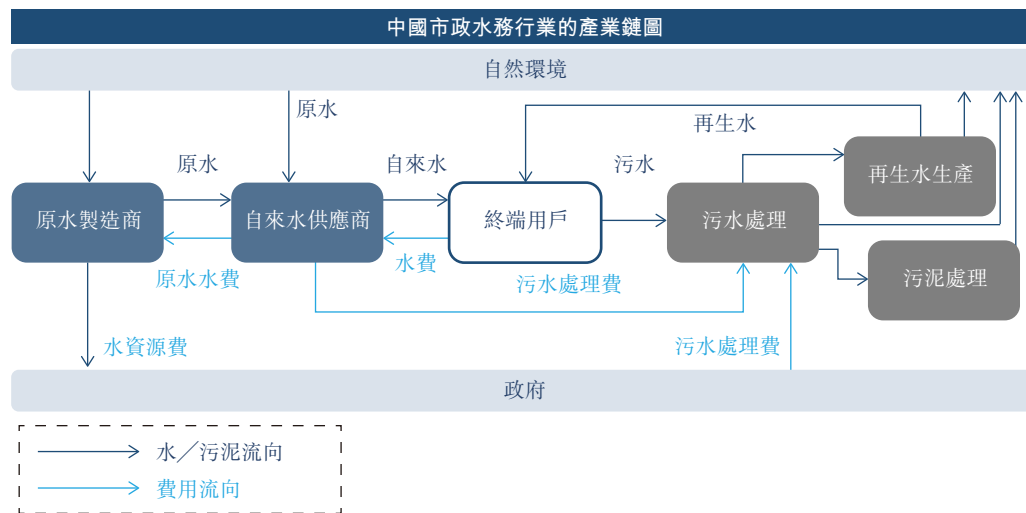 中國市政水務行業的產業鏈圖
自然環境
原水
再生水
原水
自來水
污水
再生水生產
原水製造商
自來水供應商
終端用戶
污水處理
原水水費
水費
污水處理費
污泥處理
水資源費
污水處理費
政府
水／污泥流向
費用流向